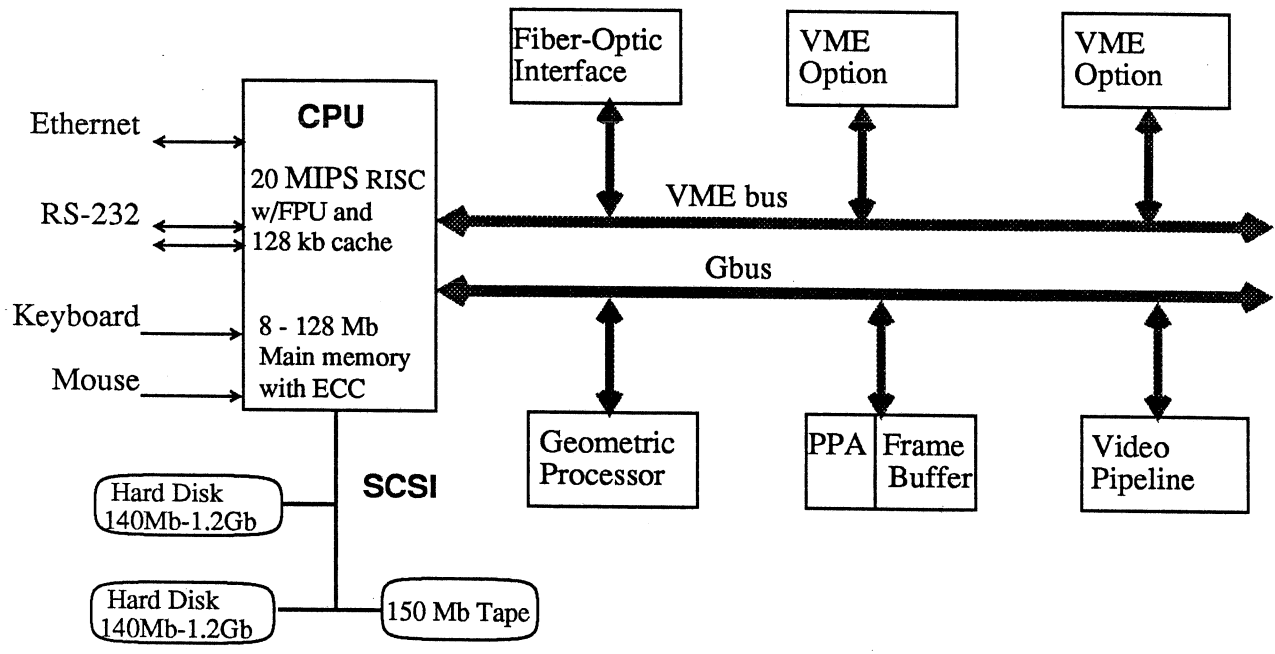 Fiber-Optic
Interface
VME
Option
VME
Option
CPU
Ethernet
20 MIPS RISC
w/FPU and
128 kb cache
RS-232
VME bus
Gbus
Keyboard
8 - 128 Mb
Main memory
with ECC
Mouse
Geometric
Processor
PPA
Frame
Buffer
Video
Pipeline
SCSI
Hard Disk
140Mb-1.2Gb
Hard Disk
140Mb-1.2Gb
150 Mb Tape